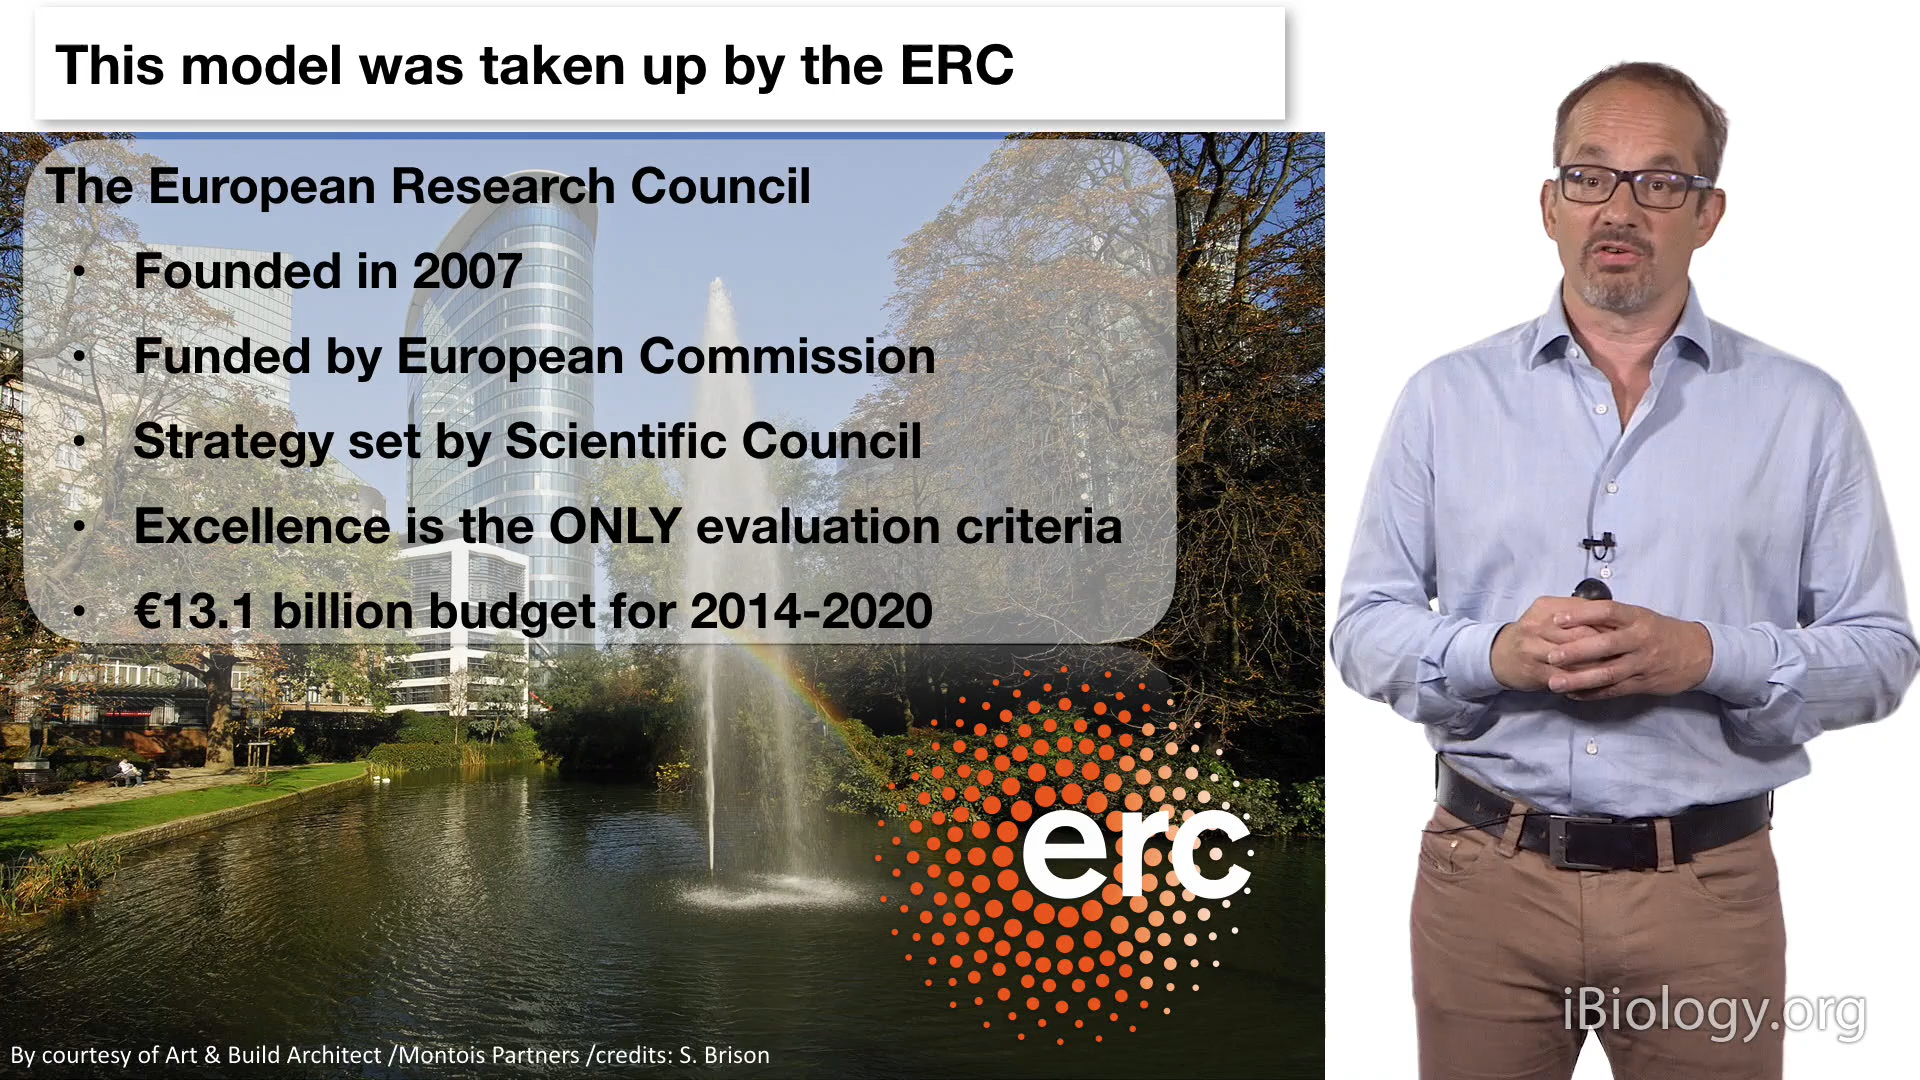 This model was taken up by the ERC
The European Research Council
• Founded in 2007
• Funded by European Commission
• Strategy set by Scientific Council
• Excellence is the ONLY evaluation criteria
• €13.1 billion budget for 2014-2020
erc
By courtesy of Art & Build Architect /Montois Partners /credits: S. Brison
iBiology.org